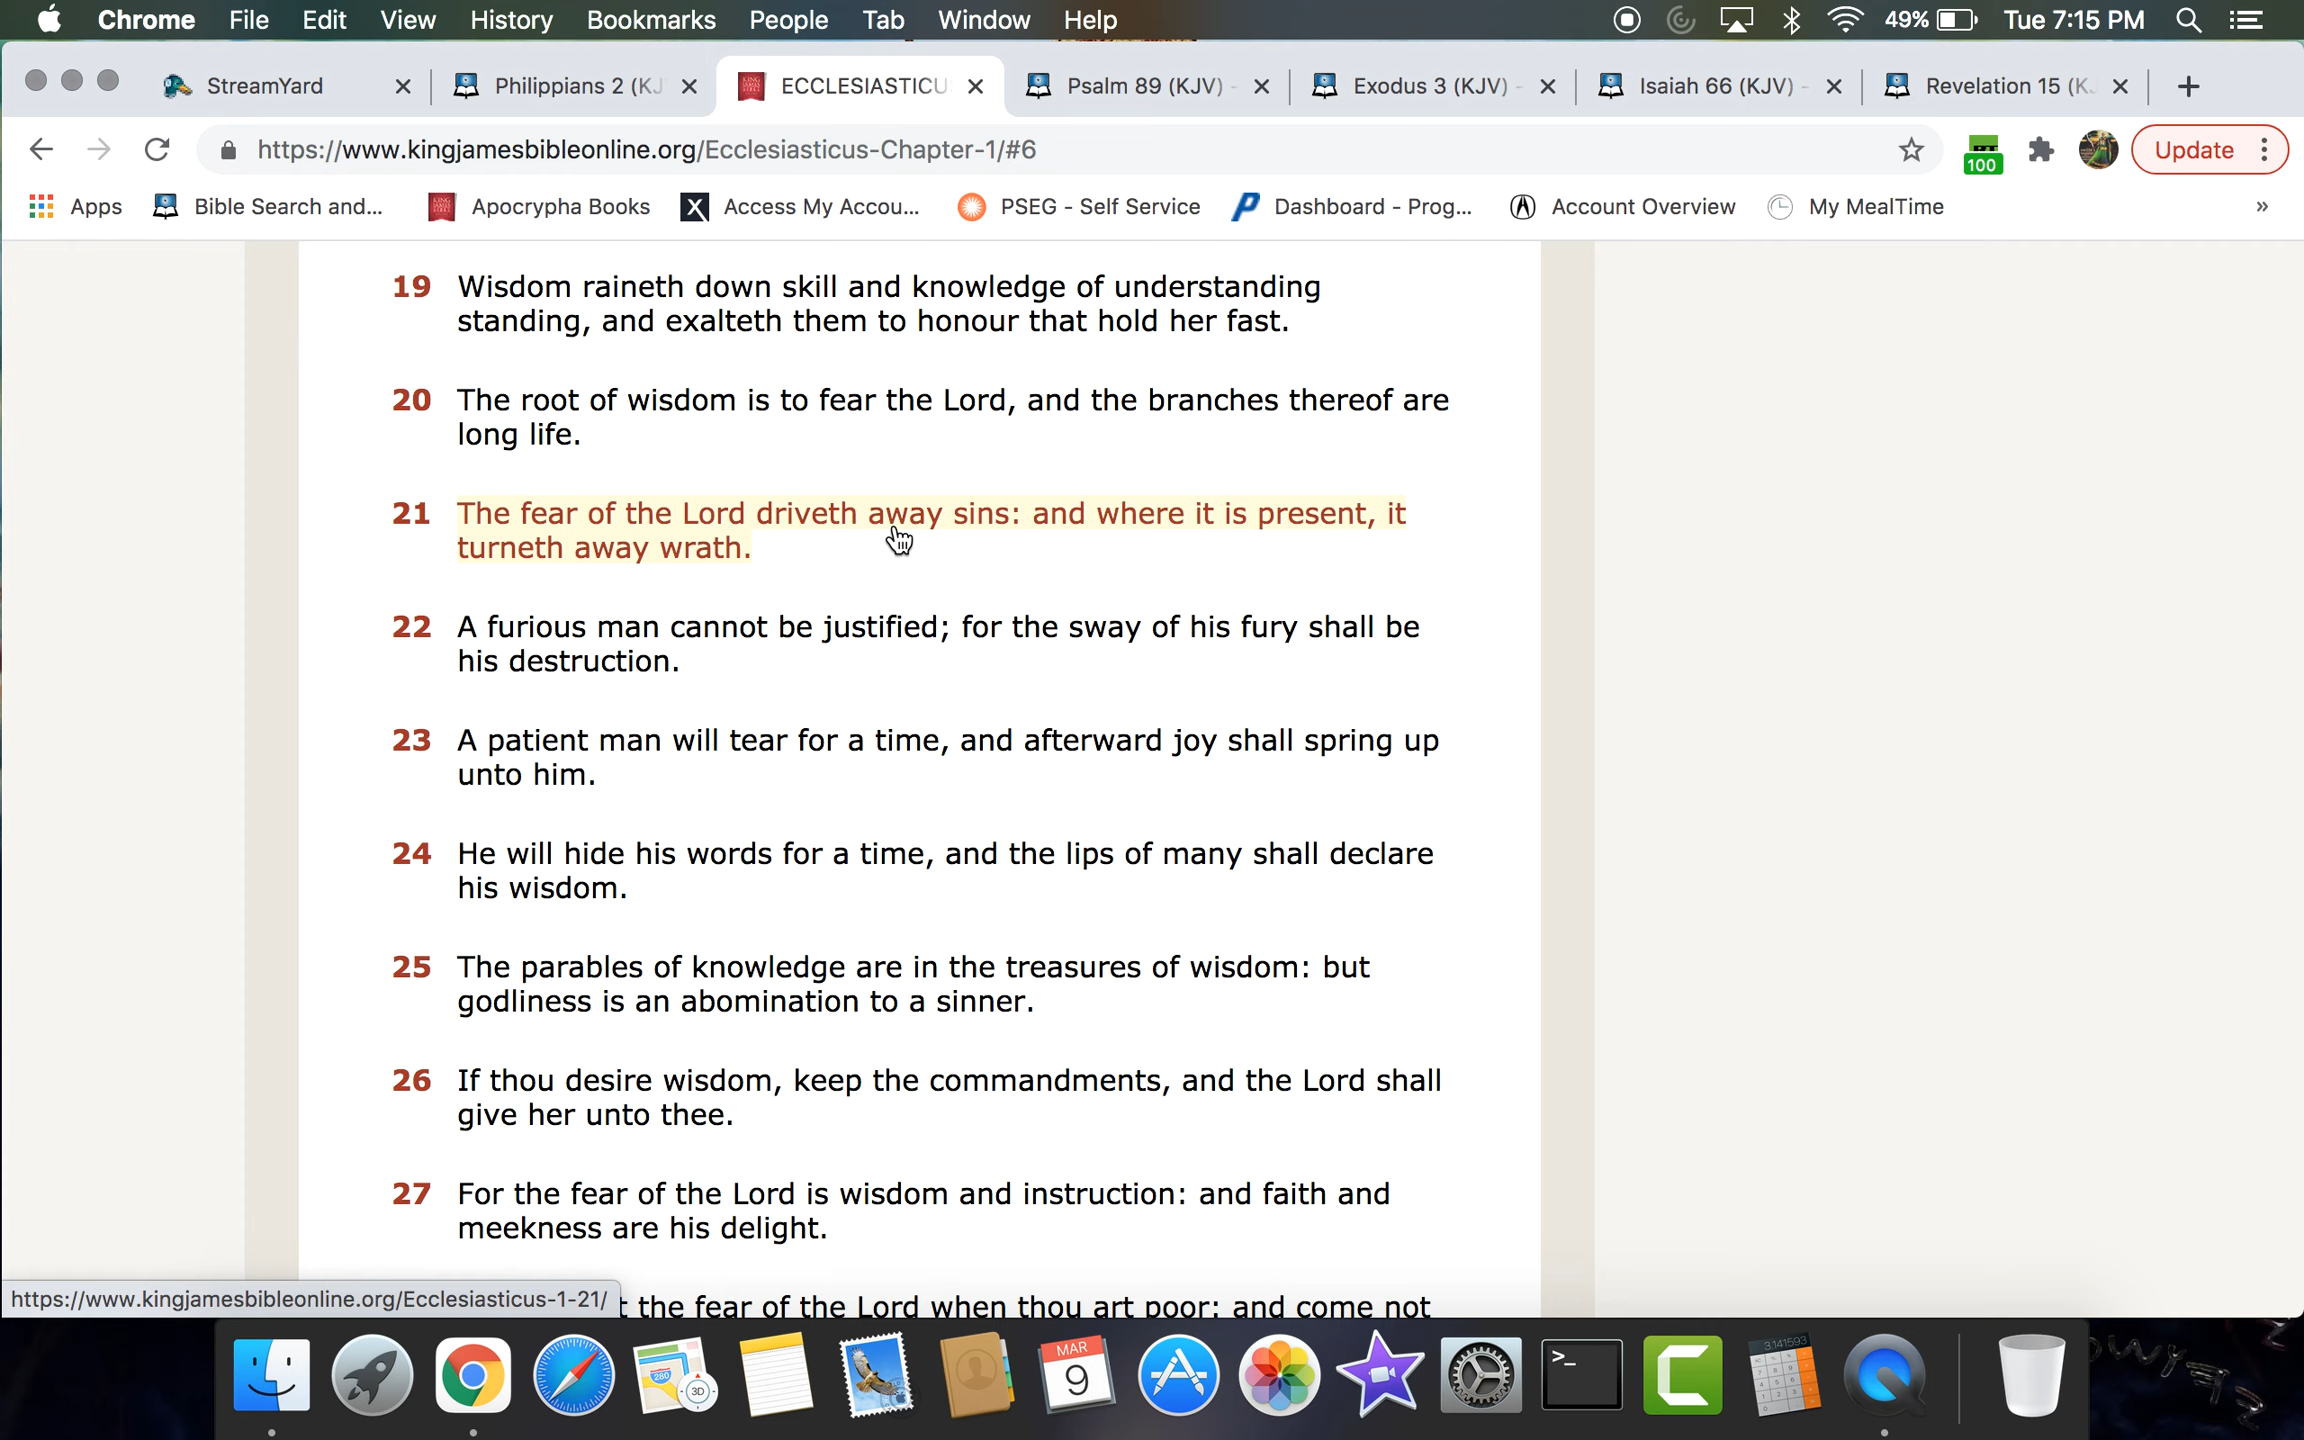 Chrome File Edit View History Bookmarks People Tab Window Help 49% Tue 7:15 PM
StreamYard Philippians 2 (KJ ECCLESIASTICU Psalm 89 (KJV) - Exodus 3 (KJV) - Isaiah 66 (KJV) - Revelation 15 (K
https://www.kingjamesbibleonline.org/Ecclesiasticus-Chapter-1/#6 100 Update
Apps Bible Search and... Apocrypha Books Access My Accou... PSEG - Self Service Dashboard - Prog... Account Overview My MealTime »
19 Wisdom raineth down skill and knowledge of understanding
standing, and exalteth them to honour that hold her fast.
20 The root of wisdom is to fear the Lord, and the branches thereof are
long life.
21 The fear of the Lord driveth away sins: and where it is present, it
turneth away wrath.
22 A furious man cannot be justified; for the sway of his fury shall be
his destruction.
23 A patient man will tear for a time, and afterward joy shall spring up
unto him.
24 He will hide his words for a time, and the lips of many shall declare
his wisdom.
25 The parables of knowledge are in the treasures of wisdom: but
godliness is an abomination to a sinner.
26 If thou desire wisdom, keep the commandments, and the Lord shall
give her unto thee.
27 For the fear of the Lord is wisdom and instruction: and faith and
meekness are his delight.
https://www.kingjamesbibleonline.org/Ecclesiasticus-1-21/ t the fear of the Lord when thou art poor: and come not
280 3D MAR 9 >_ 3.141593